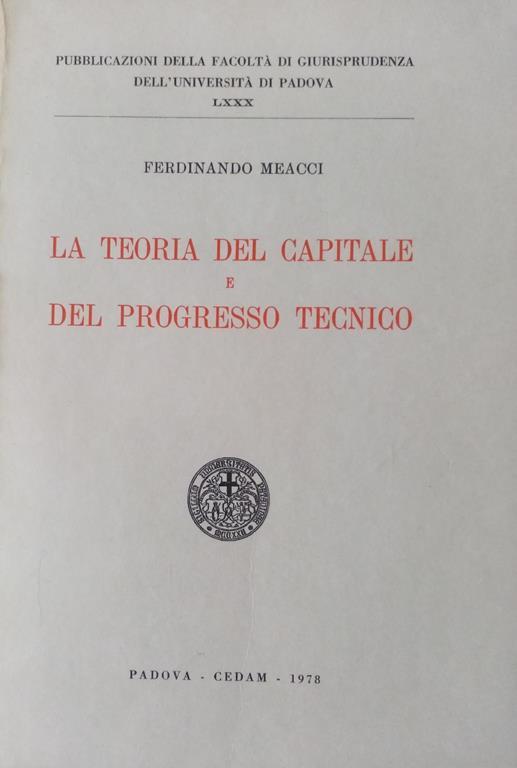 PUBBLICAZIONI DELLA FACOLTÀ DI GIURISPRUDENZA
DELL'UNIVERSITÀ DI PADOVA
LXXX
FERDINANDO MEACCI
LA TEORIA DEL CAPITALE
E
DEL PROGRESSO TECNICO
PADOVA - CEDAM - 1978